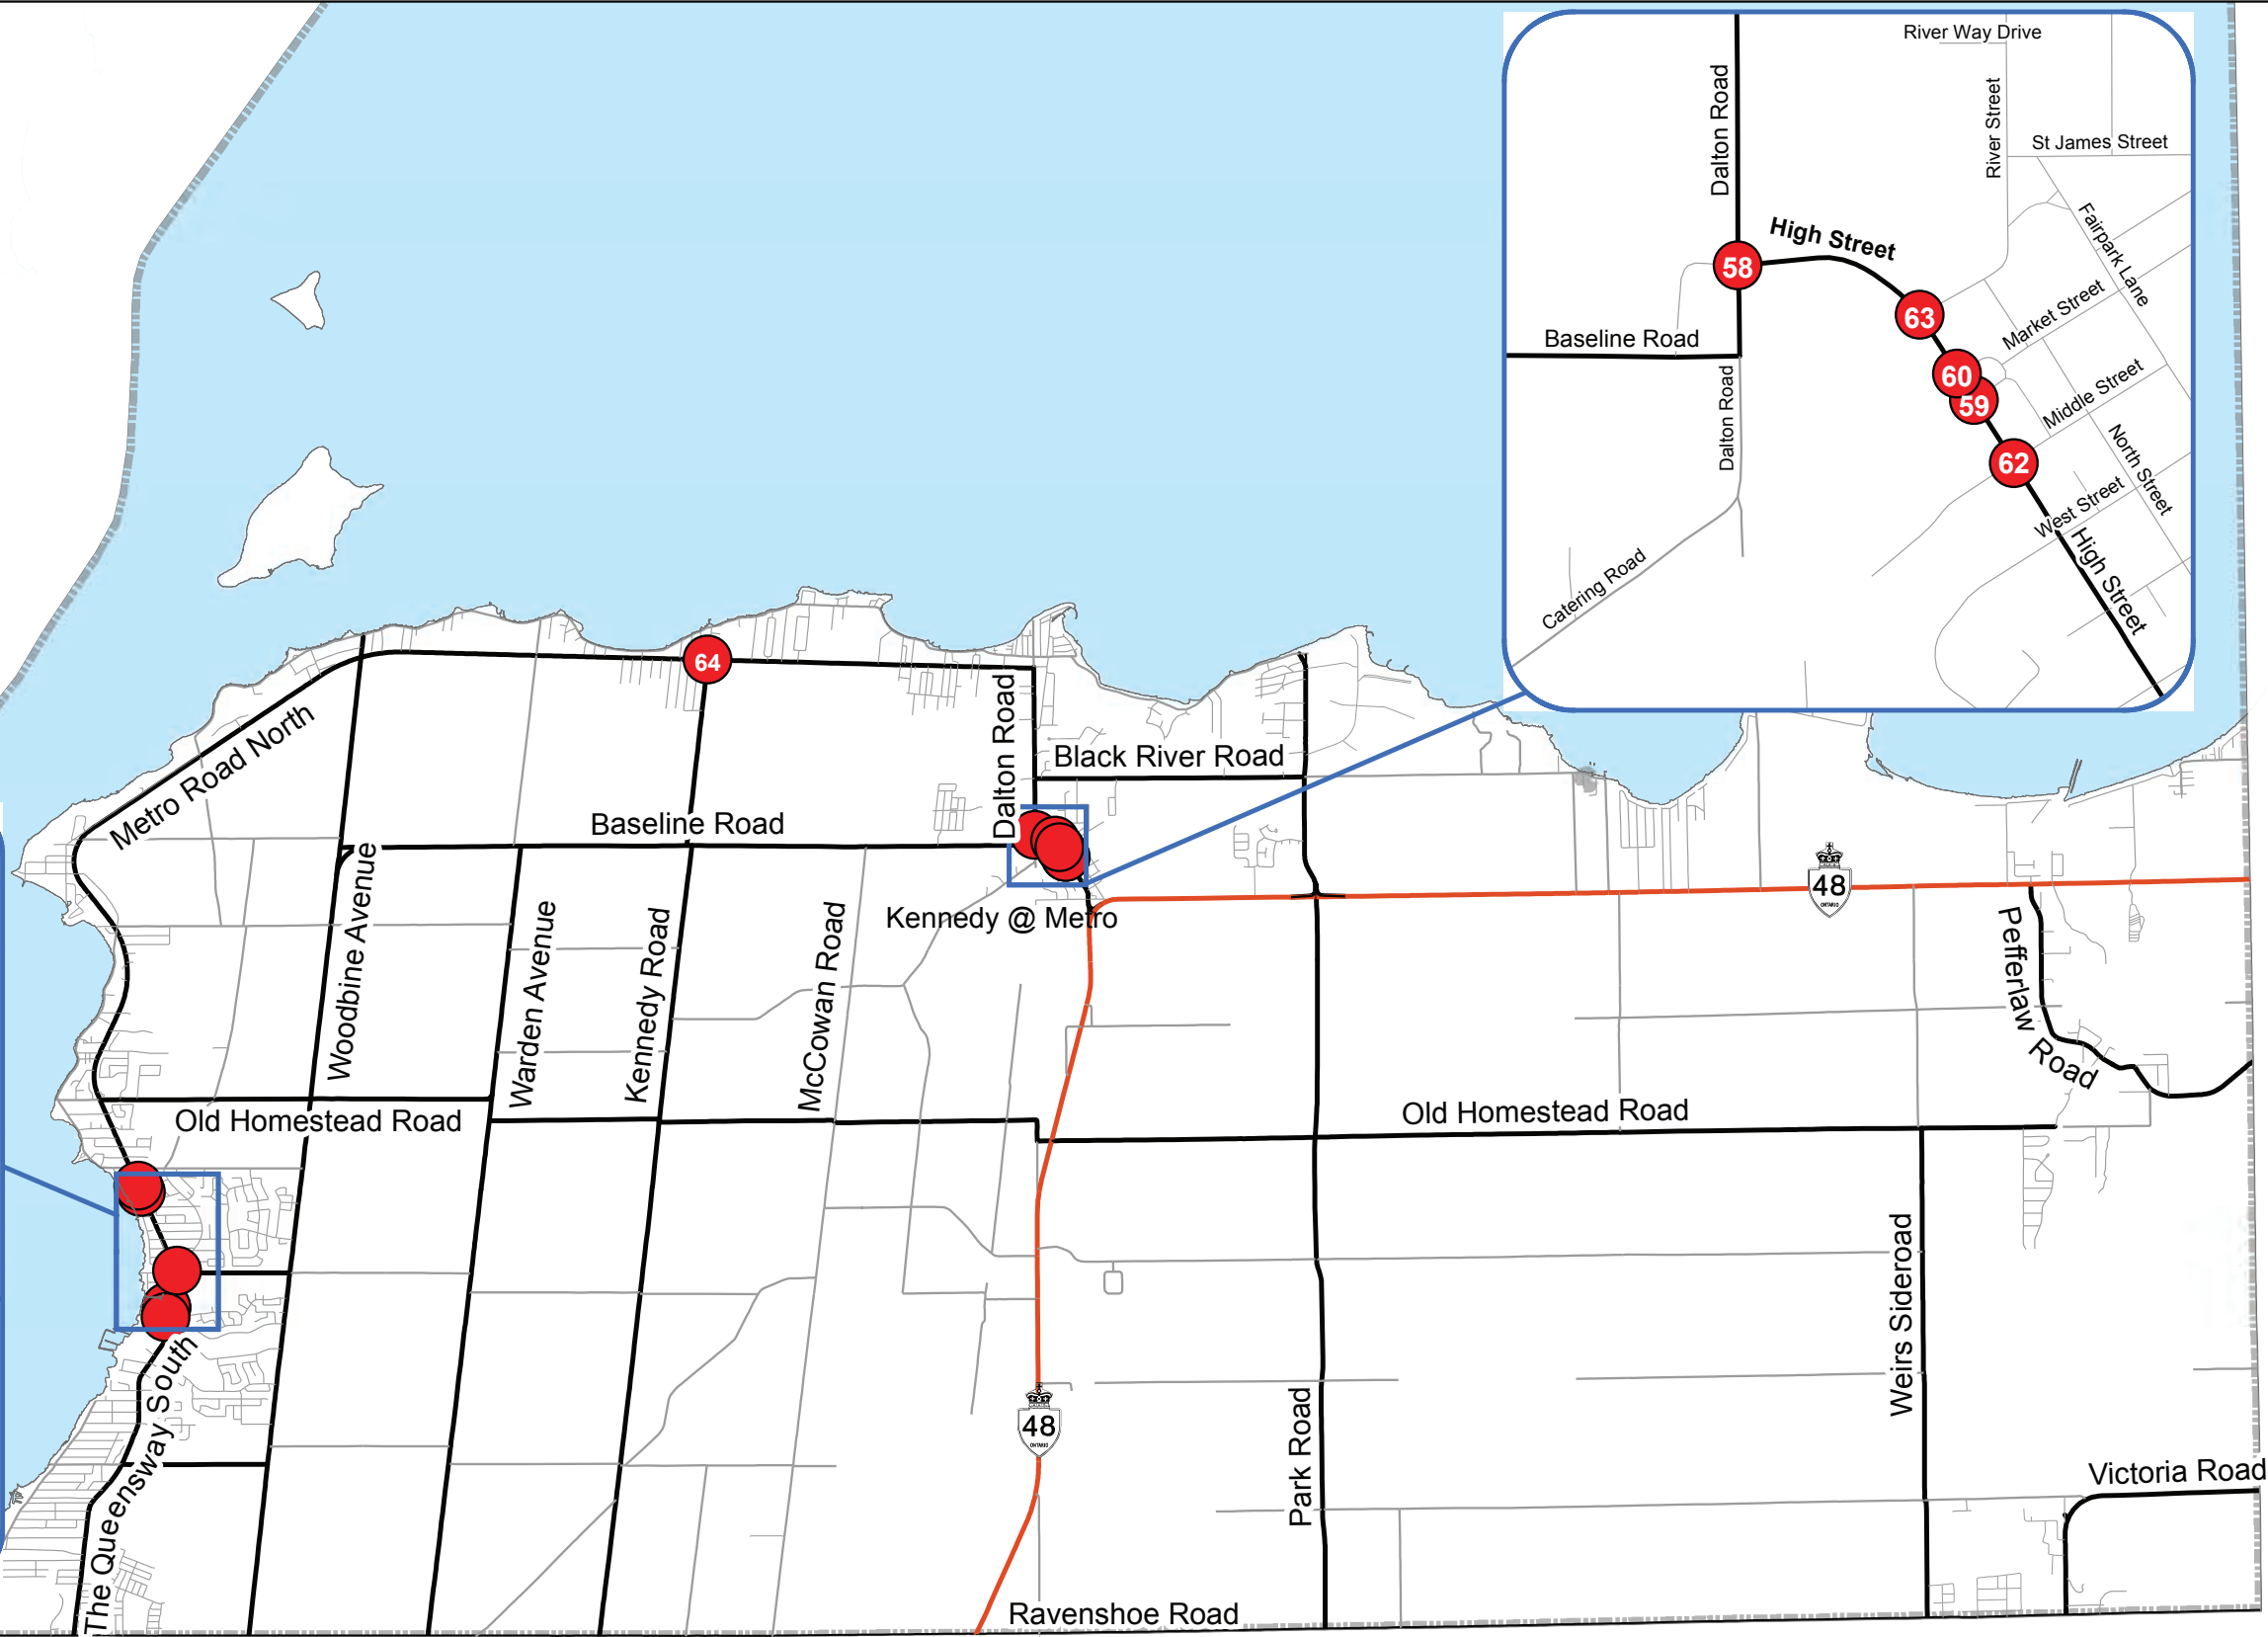 River Way Drive
Dalton Road
River Street
St James Street
High Street
Fairpark Lane
58
63
Market Street
Baseline Road
60
59
Middle Street
Dalton Road
North Street
62
West Street
High Street
Catering Road
64
Metro Road North
Dalton Road
Black River Road
Baseline Road
Woodbine Avenue
48
ONTARIO
Kennedy @ Metro
Warden Avenue
Kennedy Road
McCowan Road
Pefferlaw Road
Old Homestead Road
Old Homestead Road
Weirs Sideroad
The Queensway South
48
ONTARIO
Park Road
Victoria Road
Ravenshoe Road